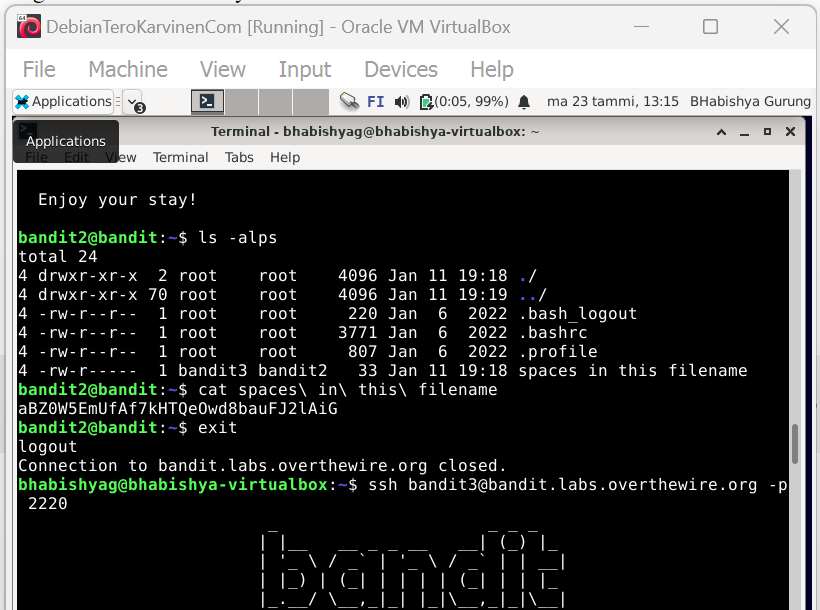 DebianTeroKarvinenCom [Running] - Oracle VM VirtualBox
File Machine View Input Devices Help
Applications 3 FI (0:05, 99%) ma 23 tammi, 13:15 BHabishya Gurung
Terminal - bhabishyag@bhabishya-virtualbox: ~
Applications
File Edit View Terminal Tabs Help
Enjoy your stay!
bandit2@bandit:~$ ls -alps
total 24
4 drwxr-xr-x 2 root root 4096 Jan 11 19:18 ./
4 drwxr-xr-x 70 root root 4096 Jan 11 19:19 ../
4 -rw-r--r-- 1 root root 220 Jan 6 2022 .bash_logout
4 -rw-r--r-- 1 root root 3771 Jan 6 2022 .bashrc
4 -rw-r--r-- 1 root root 807 Jan 6 2022 .profile
4 -rw-r----- 1 bandit3 bandit2 33 Jan 11 19:18 spaces in this filename
bandit2@bandit:~$ cat spaces\ in\ this\ filename
aBZ0W5EmUfAf7kHTQeOwd8bauFJ2lAiG
bandit2@bandit:~$ exit
logout
Connection to bandit.labs.overthewire.org closed.
bhabishyag@bhabishya-virtualbox:~$ ssh bandit3@bandit.labs.overthewire.org -p
2220
bandit